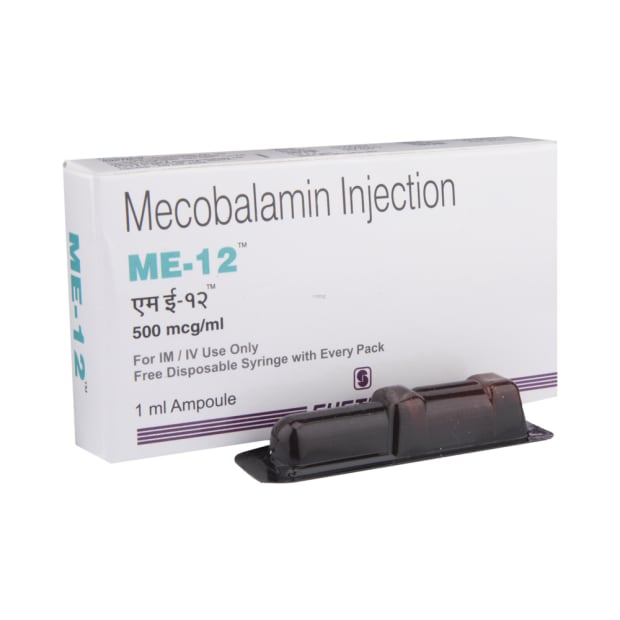 Mecobalamin Injection
ME-12™
एम ई-१२™
500 mcg/ml
For IM / IV Use Only
Free Disposable Syringe with Every Pack
1 ml Ampoule
ME-12™